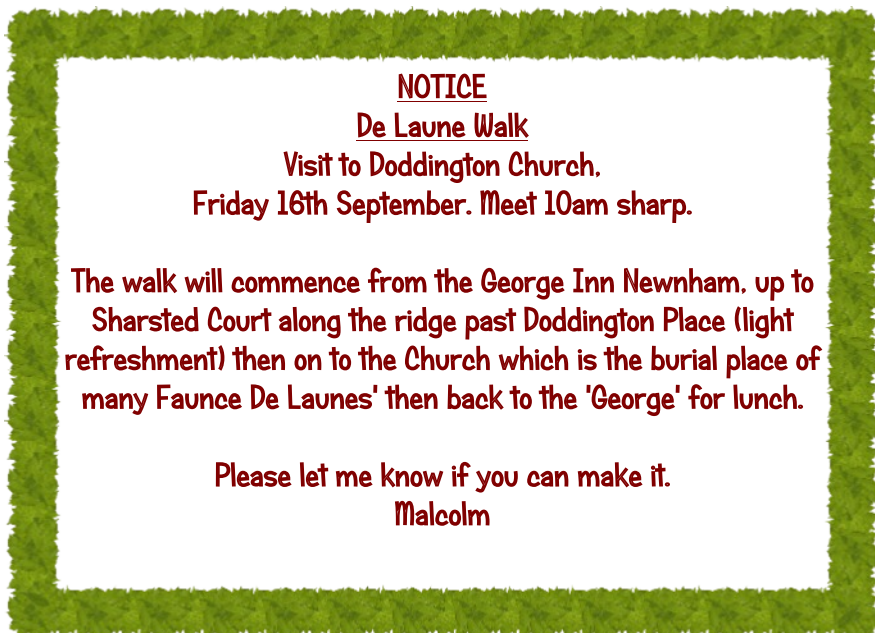 NOTICE
De Laune Walk
Visit to Doddington Church,
Friday 16th September. Meet 10am sharp.
The walk will commence from the George Inn Newnham, up to
Sharsted Court along the ridge past Doddington Place (light
refreshment) then on to the Church which is the burial place of
many Faunce De Launes' then back to the 'George' for lunch.
Please let me know if you can make it.
Malcolm